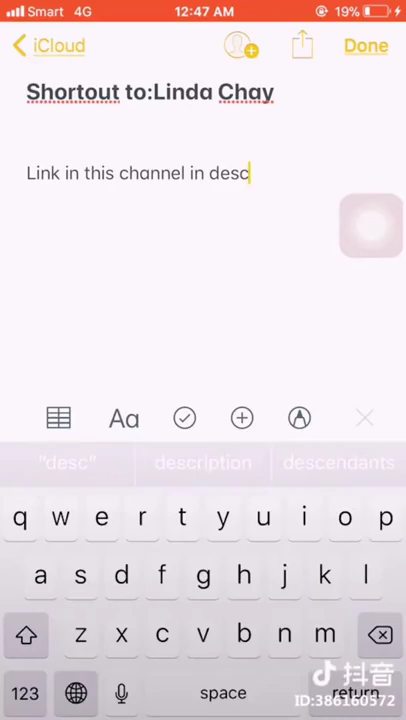 Smart 4G 12:47 AM 19%
iCloud Done
Shortout to:Linda Chay
Link in this channel in desc
Aa
"desc" description descendants
q w e r t y u i o p
a s d f g h j k l
z x c v b n m
123 space return
抖音
ID:386160572